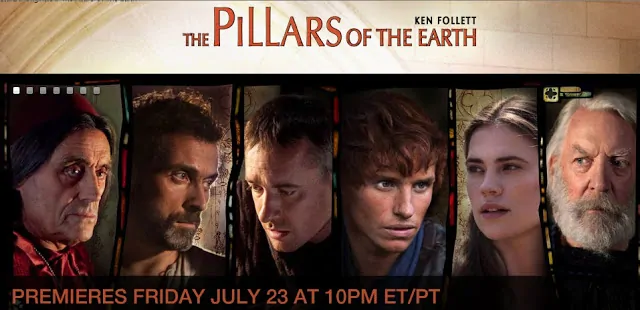 KEN FOLLETT
THE PILLARS OF THE EARTH
PREMIERES FRIDAY JULY 23 AT 10PM ET/PT